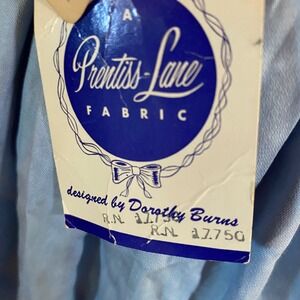 A
Prentiss-Lane
FABRIC
designed by Dorothy Burns
R.N. 17750
R.N. 17750